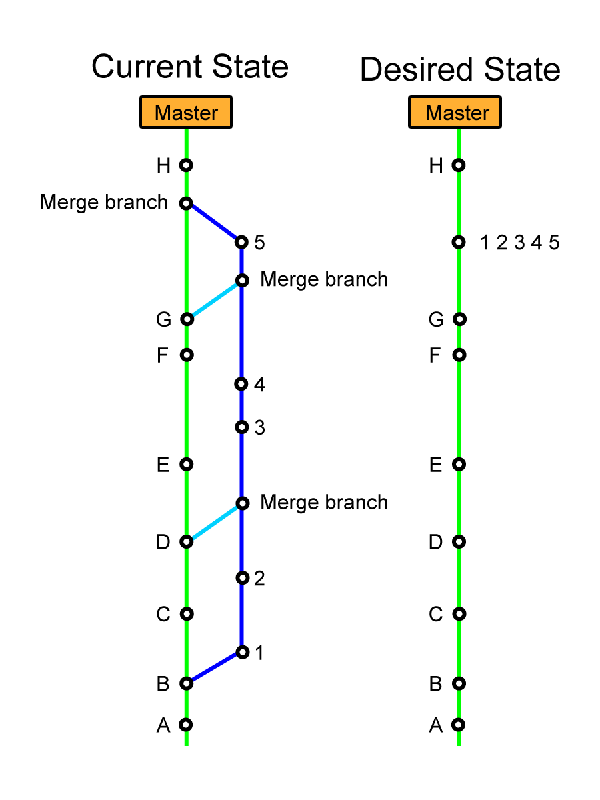 Current State
Desired State
Master
Master
H
H
Merge branch
5
1 2 3 4 5
Merge branch
G
G
F
F
4
3
E
E
Merge branch
D
D
2
C
C
1
B
B
A
A